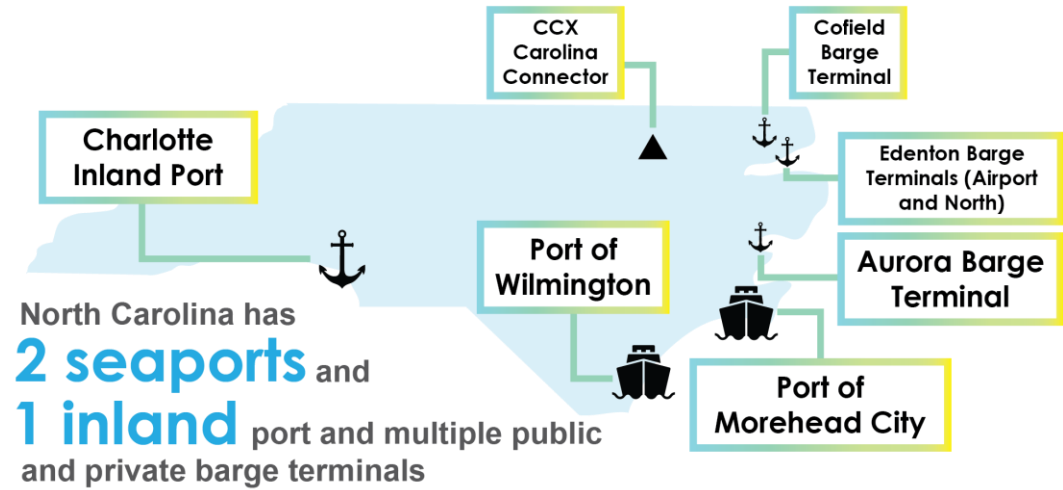 CCX
Carolina
Connector
Cofield
Barge
Terminal
Charlotte
Inland Port
Edenton Barge
Terminals (Airport
and North)
Port of
Wilmington
Aurora Barge
Terminal
North Carolina has
2 seaports and
1 inland port and multiple public
and private barge terminals
Port of
Morehead City